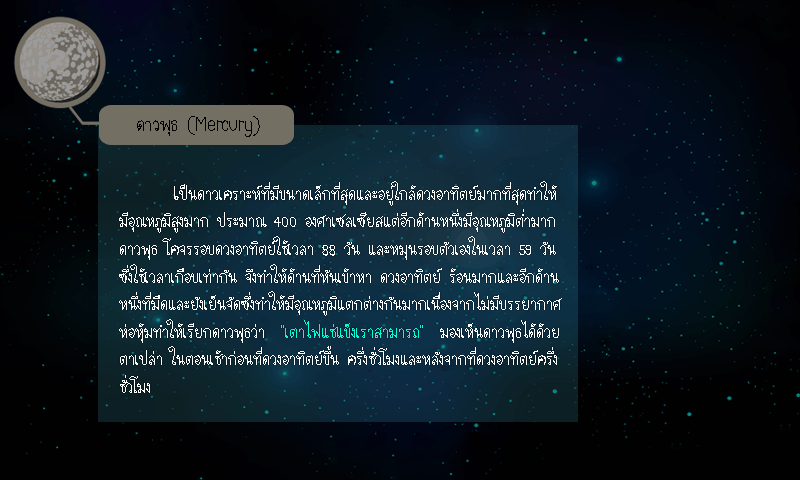 ดาวพุธ (Mercury)
เป็นดาวเคราะห์ที่มีขนาดเล็กที่สุดและอยู่ใกล้ดวงอาทิตย์มากที่สุดทำให้
มีอุณหภูมิสูงมาก ประมาณ 400 องศาเซลเซียสแต่อีกด้านหนึ่งมีอุณหภูมิต่ำมาก
ดาวพุธ โคจรรอบดวงอาทิตย์ใช้เวลา 88 วัน และหมุนรอบตัวเองในเวลา 59 วัน
ซึ่งใช้เวลาเกือบเท่ากัน จึงทำให้ด้านที่หันเข้าหา ดวงอาทิตย์ ร้อนมากและอีกด้าน
หนึ่งที่มืดและยังเย็นจัดซึ่งทำให้มีอุณหภูมิแตกต่างกันมากเนื่องจากไม่มีบรรยากาศ
ห่อหุ้มทำให้เรียกดาวพุธว่า "เตาไฟแช่แข็งเราสามารถ" มองเห็นดาวพุธได้ด้วย
ตาเปล่า ในตอนเช้าก่อนที่ดวงอาทิตย์ขึ้น ครึ่งชั่วโมงและหลังจากที่ดวงอาทิตย์ครึ่ง
ชั่วโมง